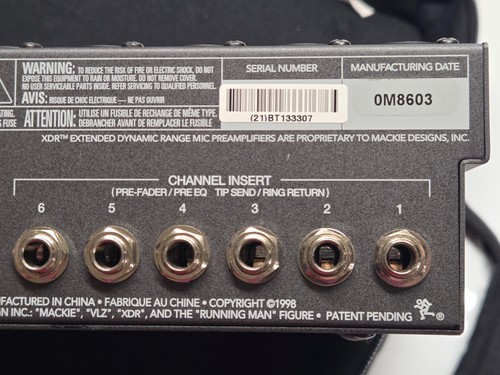 WARNING: TO REDUCE THE RISK OF FIRE OR ELECTRIC SHOCK, DO NOT
EXPOSE THIS EQUIPMENT TO RAIN OR MOISTURE. DO NOT REMOVE COVER.
NO USER SERVICEABLE PARTS INSIDE. REFER SERVICING TO QUALIFIED PERSONNEL.
AVIS: RISQUE DE CHOC ELECTRIQUE — NE PAS OUVRIR
ATTENTION: UTILISE UN FUSIBLE DE RECHANGE DE MÊME TYPE.
DEBRANCHER AVANT DE REMPLACER LE FUSIBLE
SERIAL NUMBER
(21)BT133307
MANUFACTURING DATE
0M8603
XDR™ EXTENDED DYNAMIC RANGE MIC PREAMPLIFIERS ARE PROPRIETARY TO MACKIE DESIGNS, INC.
CHANNEL INSERT
(PRE-FADER / PRE EQ TIP SEND / RING RETURN)
6 5 4 3 2 1
FACTURED IN CHINA • FABRIQUE AU CHINE • COPYRIGHT ©1998
GN INC.: "MACKIE", "VLZ", "XDR", AND THE "RUNNING MAN" FIGURE • PATENT PENDING ®